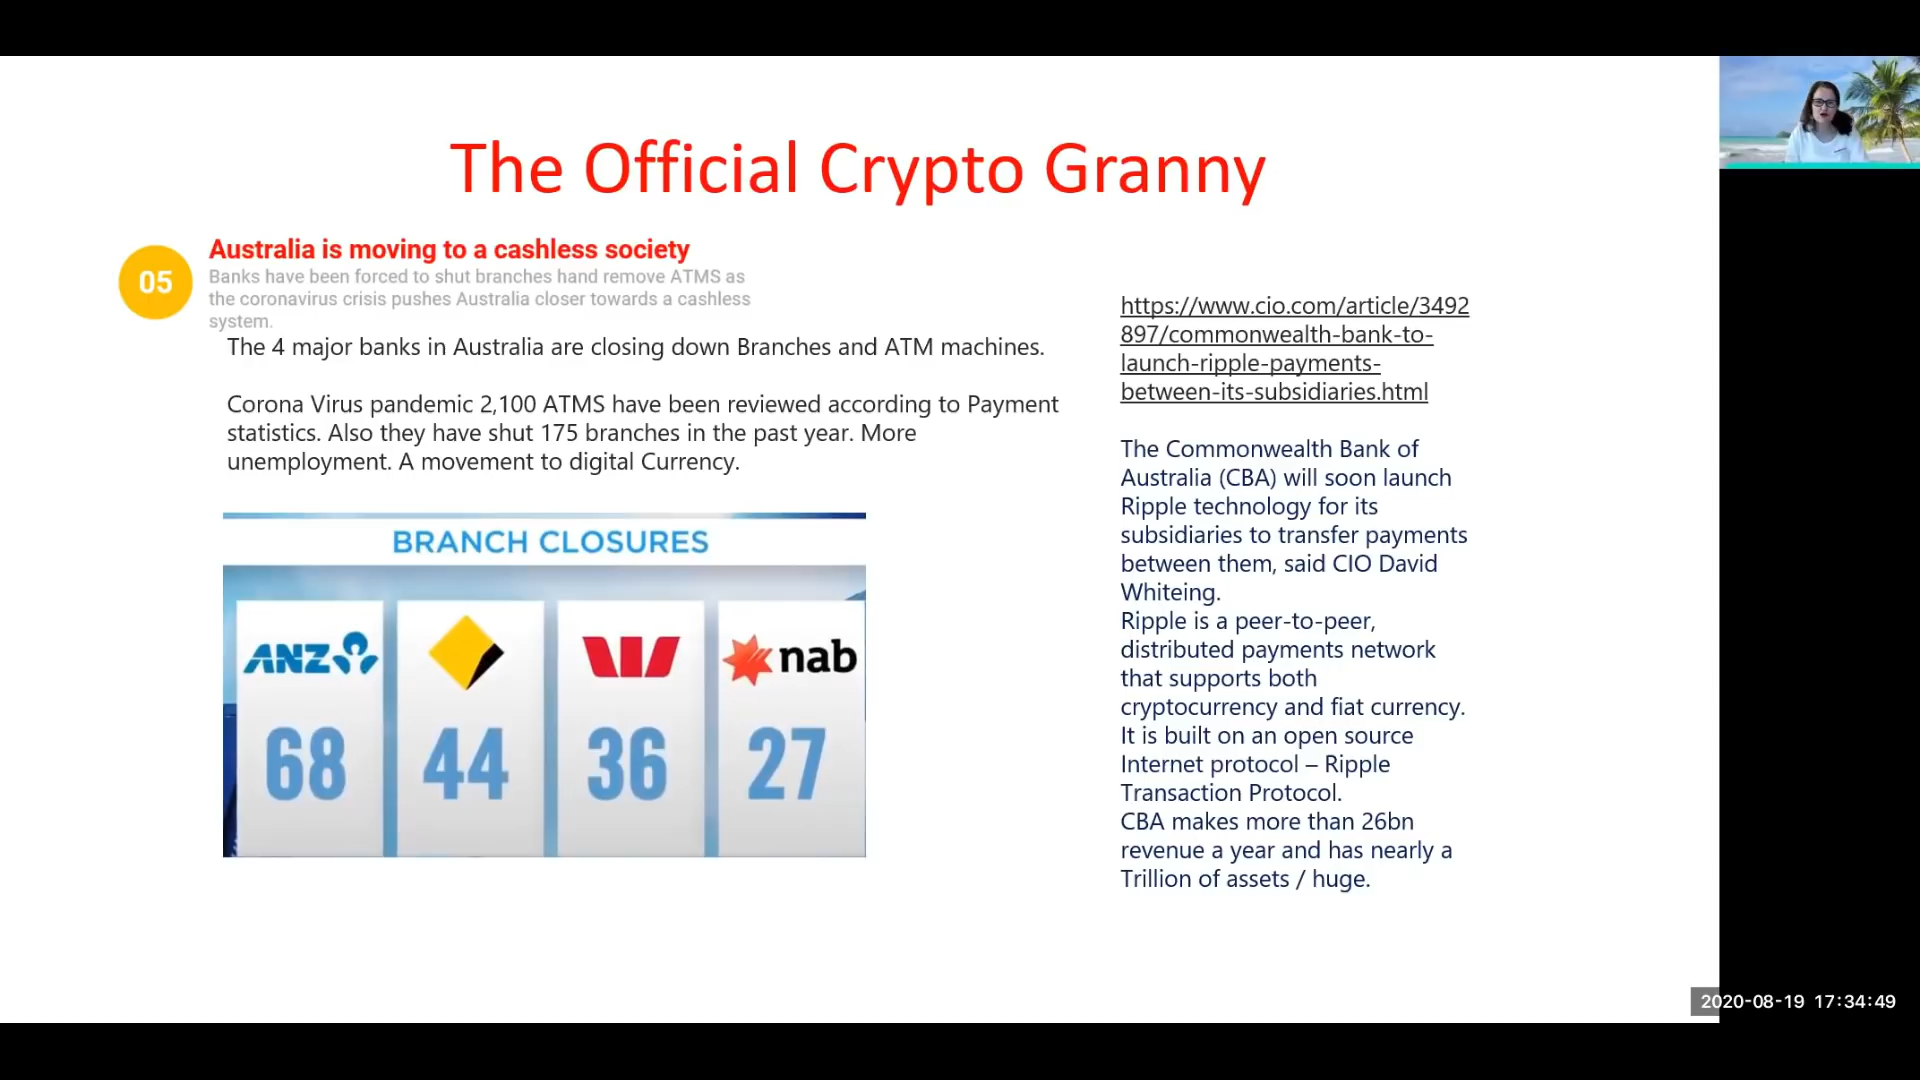 The Official Crypto Granny
05
Australia is moving to a cashless society
Banks have been forced to shut branches hand remove ATMS as
the coronavirus crisis pushes Australia closer towards a cashless
system.
The 4 major banks in Australia are closing down Branches and ATM machines.
Corona Virus pandemic 2,100 ATMS have been reviewed according to Payment
statistics. Also they have shut 175 branches in the past year. More
unemployment. A movement to digital Currency.
BRANCH CLOSURES
ANZ
nab
68 44 36 27
https://www.cio.com/article/3492
897/commonwealth-bank-to-
launch-ripple-payments-
between-its-subsidiaries.html
The Commonwealth Bank of
Australia (CBA) will soon launch
Ripple technology for its
subsidiaries to transfer payments
between them, said CIO David
Whiteing.
Ripple is a peer-to-peer,
distributed payments network
that supports both
cryptocurrency and fiat currency.
It is built on an open source
Internet protocol – Ripple
Transaction Protocol.
CBA makes more than 26bn
revenue a year and has nearly a
Trillion of assets / huge.
2020-08-19 17:34:49